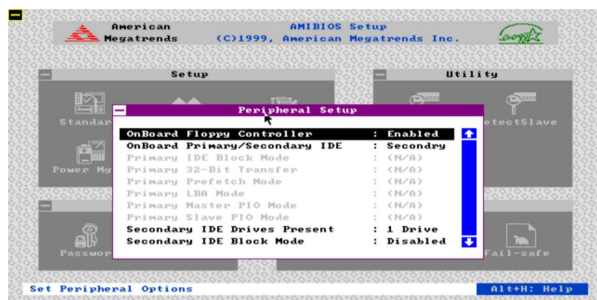 American Megatrends
AMIBIOS Setup
(C)1999, American Megatrends Inc.
Energy
Setup
Utility
Standar
etectSlave
Power Mg
Passwor
Fail-safe
Peripheral Setup
OnBoard Floppy Controller : Enabled
OnBoard Primary/Secondary IDE : Secondry
Primary IDE Block Mode : (N/A)
Primary 32-Bit Transfer : (N/A)
Primary Prefetch Mode : (N/A)
Primary LBA Mode : (N/A)
Primary Master PIO Mode : (N/A)
Primary Slave PIO Mode : (N/A)
Secondary IDE Drives Present : 1 Drive
Secondary IDE Block Mode : Disabled
Set Peripheral Options
Alt+H: Help